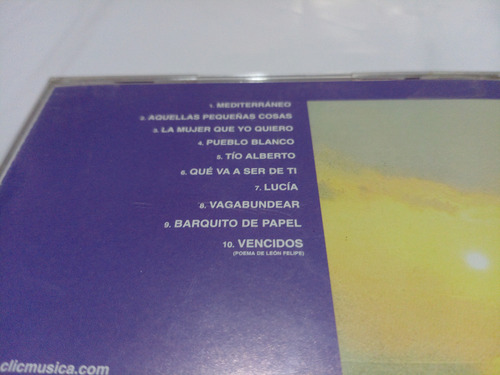 1. MEDITERRÁNEO
2. AQUELLAS PEQUEÑAS COSAS
3. LA MUJER QUE YO QUIERO
4. PUEBLO BLANCO
5. TÍO ALBERTO
6. QUÉ VA A SER DE TI
7. LUCÍA
8. VAGABUNDEAR
9. BARQUITO DE PAPEL
10. VENCIDOS
(POEMA DE LEÓN FELIPE)
clicmusica.com